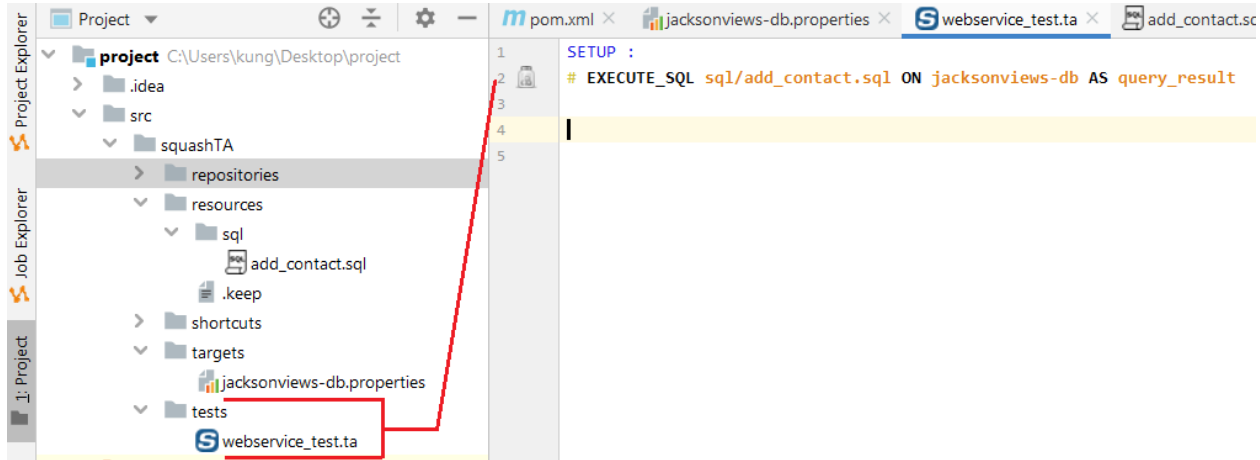 Project
pom.xml
jacksonviews-db.properties
webservice_test.ta
Project Explorer
Job Explorer
1: Project
project C:\Users\kung\Desktop\project
.idea
src
squashTA
repositories
resources
sql
add_contact.sql
.keep
shortcuts
targets
jacksonviews-db.properties
tests
webservice_test.ta
1 SETUP :
2 # EXECUTE_SQL sql/add_contact.sql ON jacksonviews-db AS query_result
3
4
5